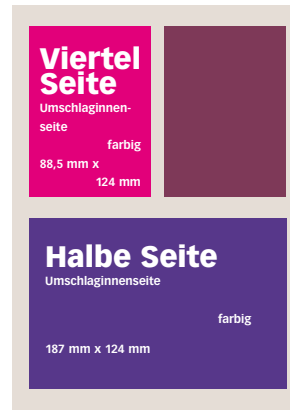 Viertel
Seite
Umschlaginnen-
seite
farbig
88,5 mm x
124 mm
Halbe Seite
Umschlaginnenseite
farbig
187 mm x 124 mm